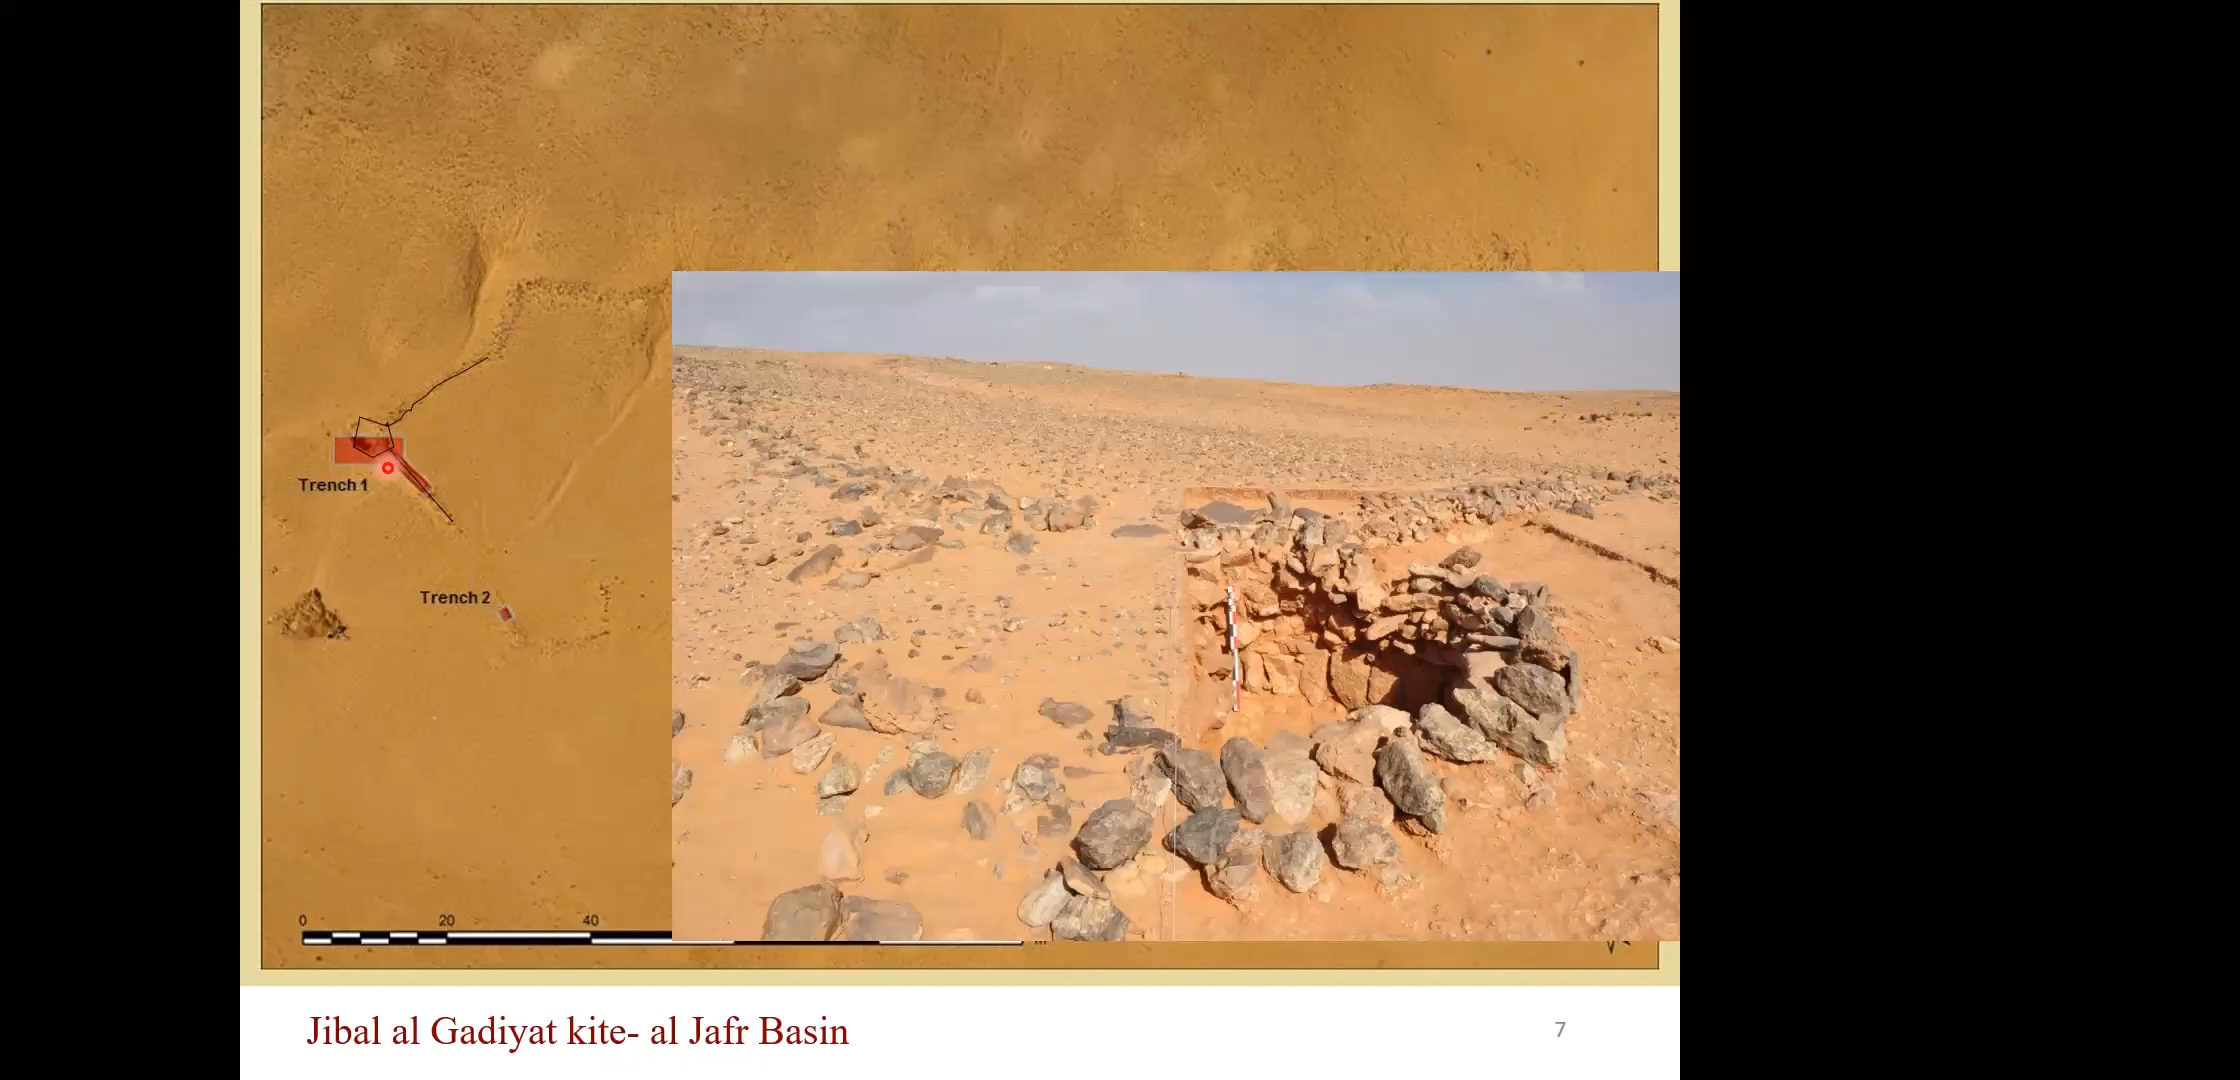 Trench 1
Trench 2
0 20 40
Jibal al Gadiyat kite- al Jafr Basin
7